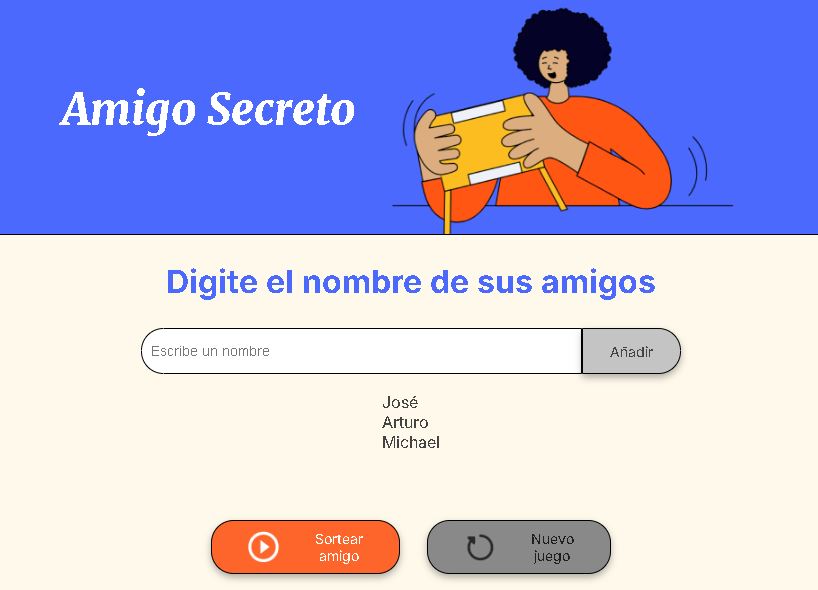 Amigo Secreto
Digite el nombre de sus amigos
Escribe un nombre
Añadir
José
Arturo
Michael
Sortear
amigo
Nuevo
juego